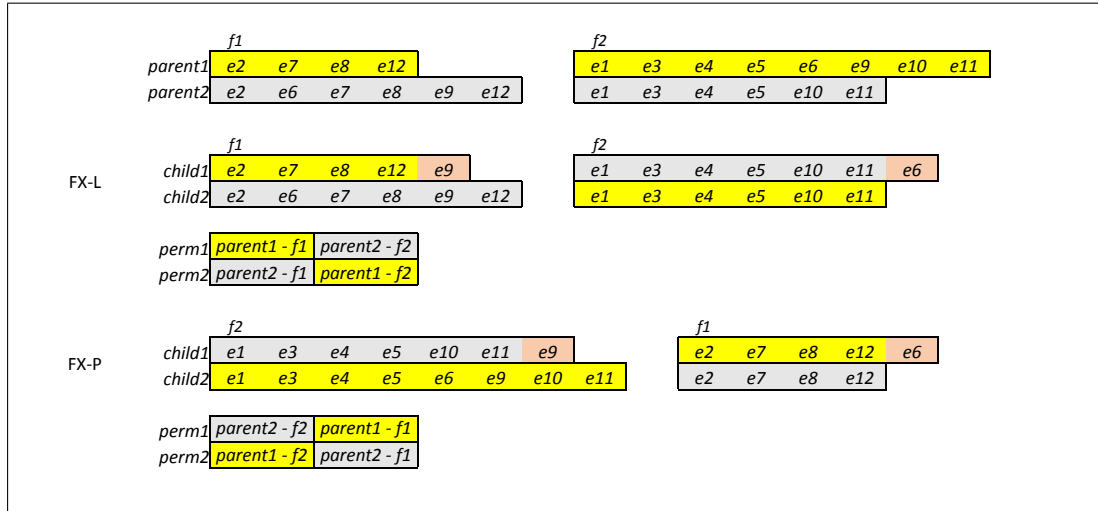 f1 f2
parent1 e2 e7 e8 e12 e1 e3 e4 e5 e6 e9 e10 e11
parent2 e2 e6 e7 e8 e9 e12 e1 e3 e4 e5 e10 e11
f1 f2
FX-L
child1 e2 e7 e8 e12 e9 e1 e3 e4 e5 e10 e11 e6
child2 e2 e6 e7 e8 e9 e12 e1 e3 e4 e5 e10 e11
perm1 parent1 - f1 parent2 - f2
perm2 parent2 - f1 parent1 - f2
f2 f1
FX-P
child1 e1 e3 e4 e5 e10 e11 e9 e2 e7 e8 e12 e6
child2 e1 e3 e4 e5 e6 e9 e10 e11 e2 e7 e8 e12
perm1 parent2 - f2 parent1 - f1
perm2 parent1 - f2 parent2 - f1